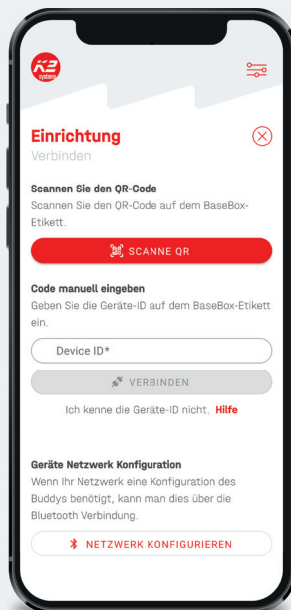 K2
systems
Einrichtung
Verbinden
Scannen Sie den QR-Code
Scannen Sie den QR-Code auf dem BaseBox-
Etikett.
SCANNE QR
Code manuell eingeben
Geben Sie die Geräte-ID auf dem BaseBox-Etikett
ein.
Device ID*
VERBINDEN
Ich kenne die Geräte-ID nicht. Hilfe
Geräte Netzwerk Konfiguration
Wenn Ihr Netzwerk eine Konfiguration des
Buddys benötigt, kann man dies über die
Bluetooth Verbindung.
NETZWERK KONFIGURIEREN